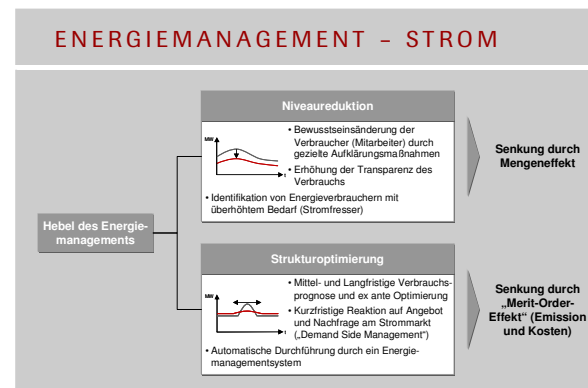 ENERGIEMANAGEMENT – STROM
Niveaureduktion
MW
t
• Bewusstseinsänderung der
Verbraucher (Mitarbeiter) durch
gezielte Aufklärungsmaßnahmen
• Erhöhung der Transparenz des
Verbrauchs
• Identifikation von Energieverbrauchern mit
überhöhtem Bedarf (Stromfresser)
Senkung durch
Mengeneffekt
Hebel des Energie-
managements
Strukturoptimierung
MW
t
• Mittel- und Langfristige Verbrauchs-
prognose und ex ante Optimierung
• Kurzfristige Reaktion auf Angebot
und Nachfrage am Strommarkt
(„Demand Side Management“)
• Automatische Durchführung durch ein Energie-
managementsystem
Senkung durch
„Merit-Order-
Effekt“ (Emission
und Kosten)